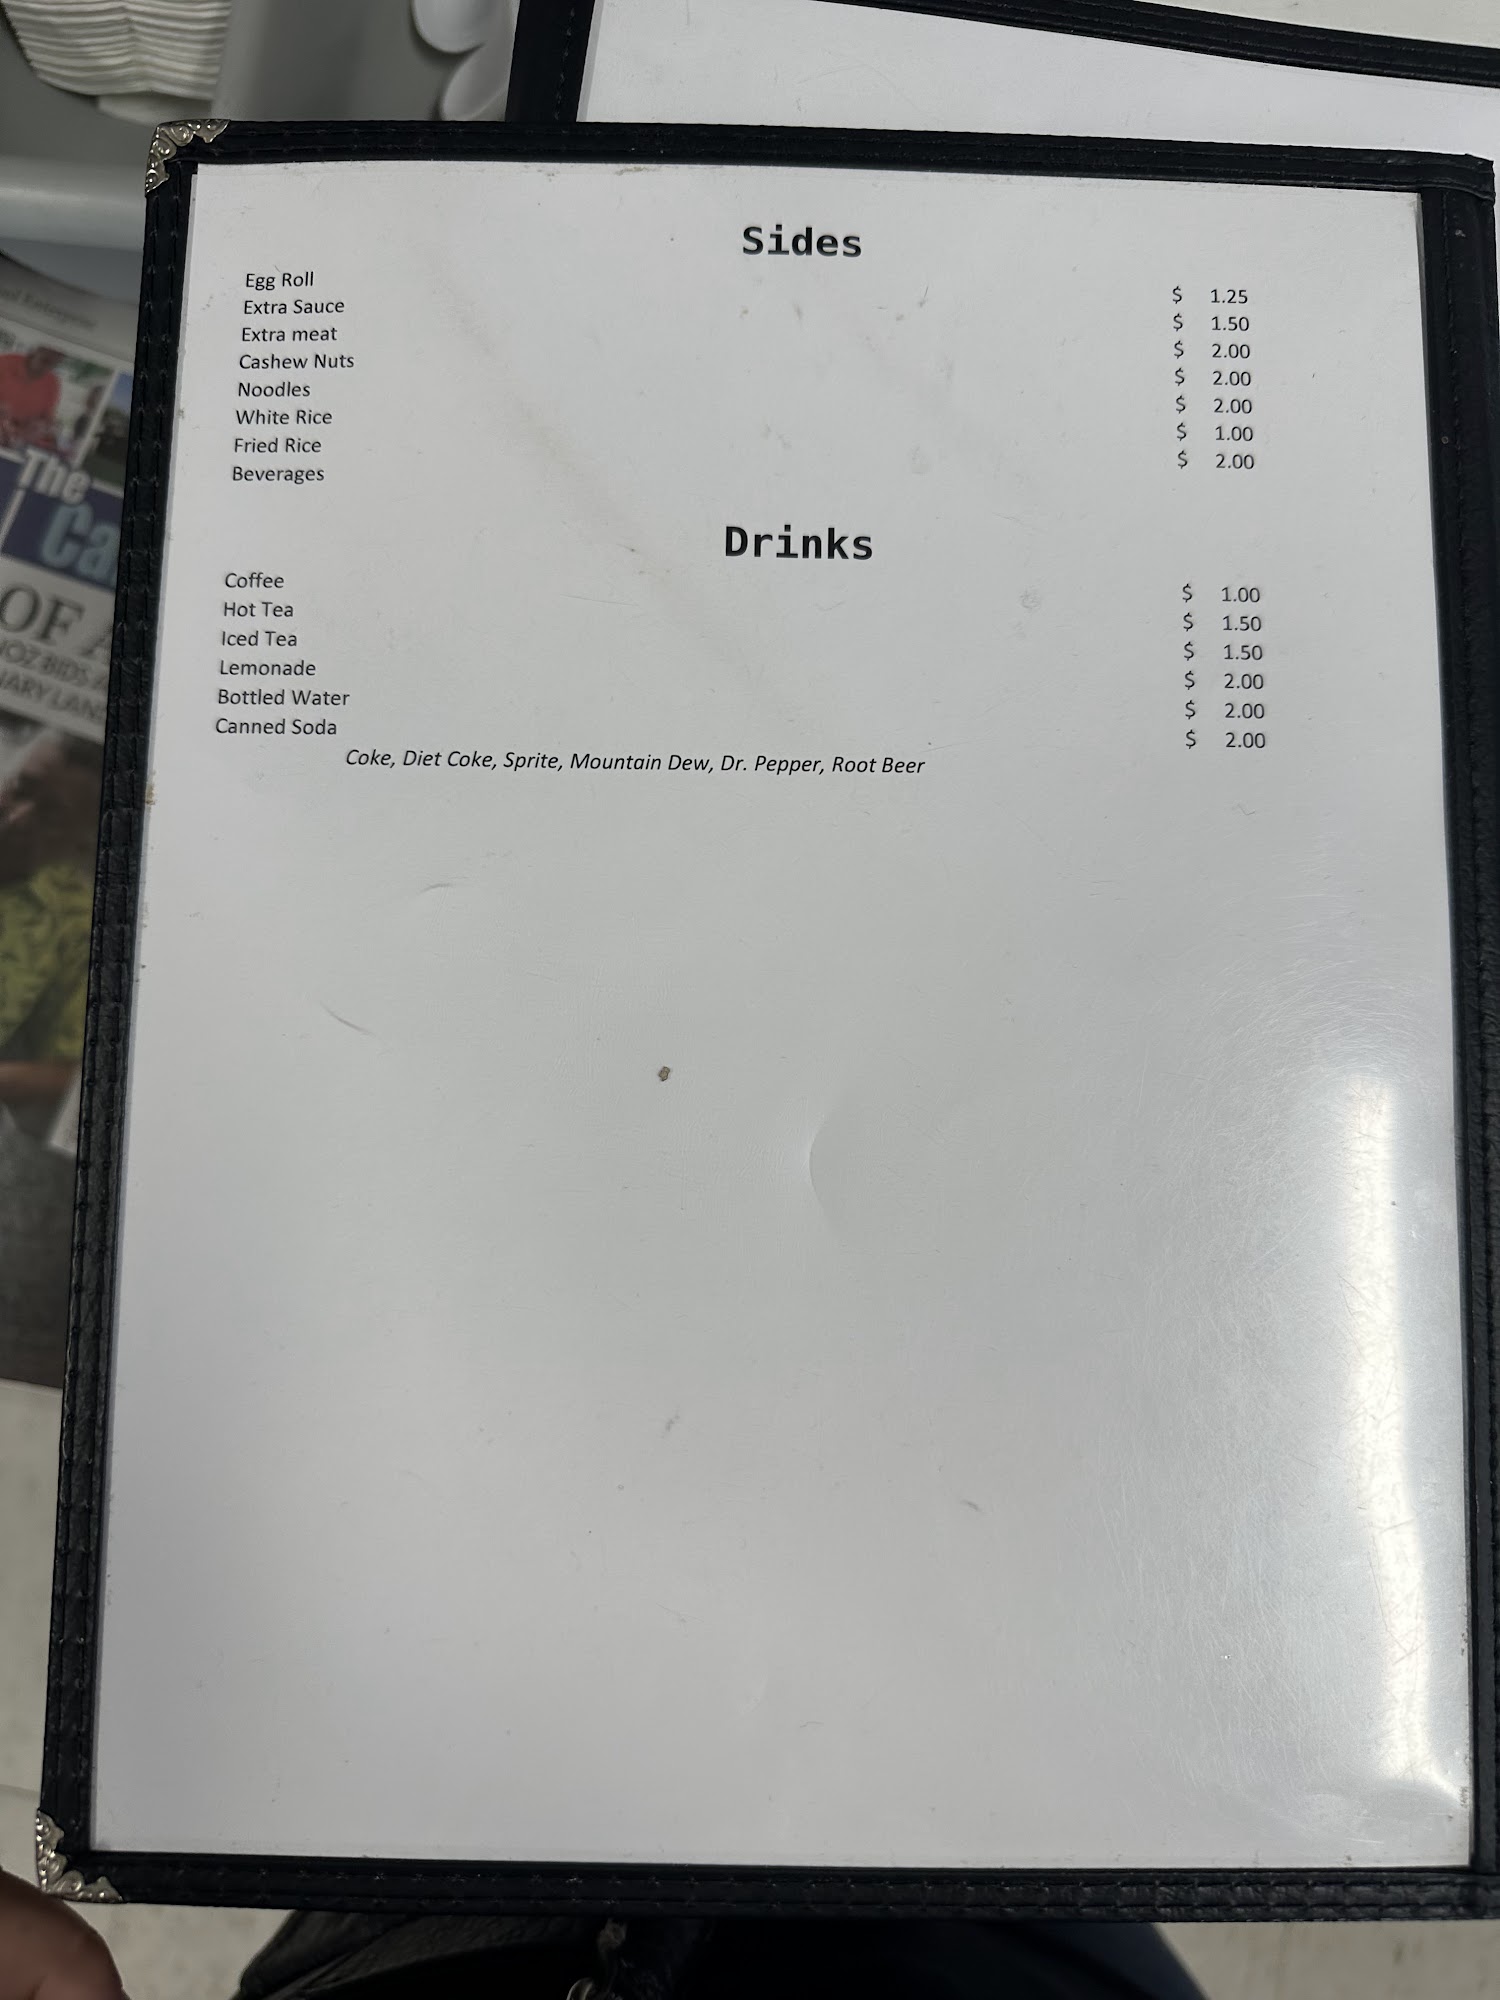 Sides
Egg Roll $ 1.25
Extra Sauce $ 1.50
Extra meat $ 2.00
Cashew Nuts $ 2.00
Noodles $ 2.00
White Rice $ 1.00
Fried Rice $ 2.00
Beverages
Drinks
Coffee $ 1.00
Hot Tea $ 1.50
Iced Tea $ 1.50
Lemonade $ 2.00
Bottled Water $ 2.00
Canned Soda $ 2.00
Coke, Diet Coke, Sprite, Mountain Dew, Dr. Pepper, Root Beer
The
OF
BIDS